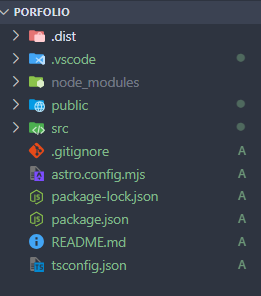 PORFOLIO
.dist
.vscode
node_modules
public
src
.gitignore A
astro.config.mjs A
package-lock.json A
package.json A
README.md A
tsconfig.json A